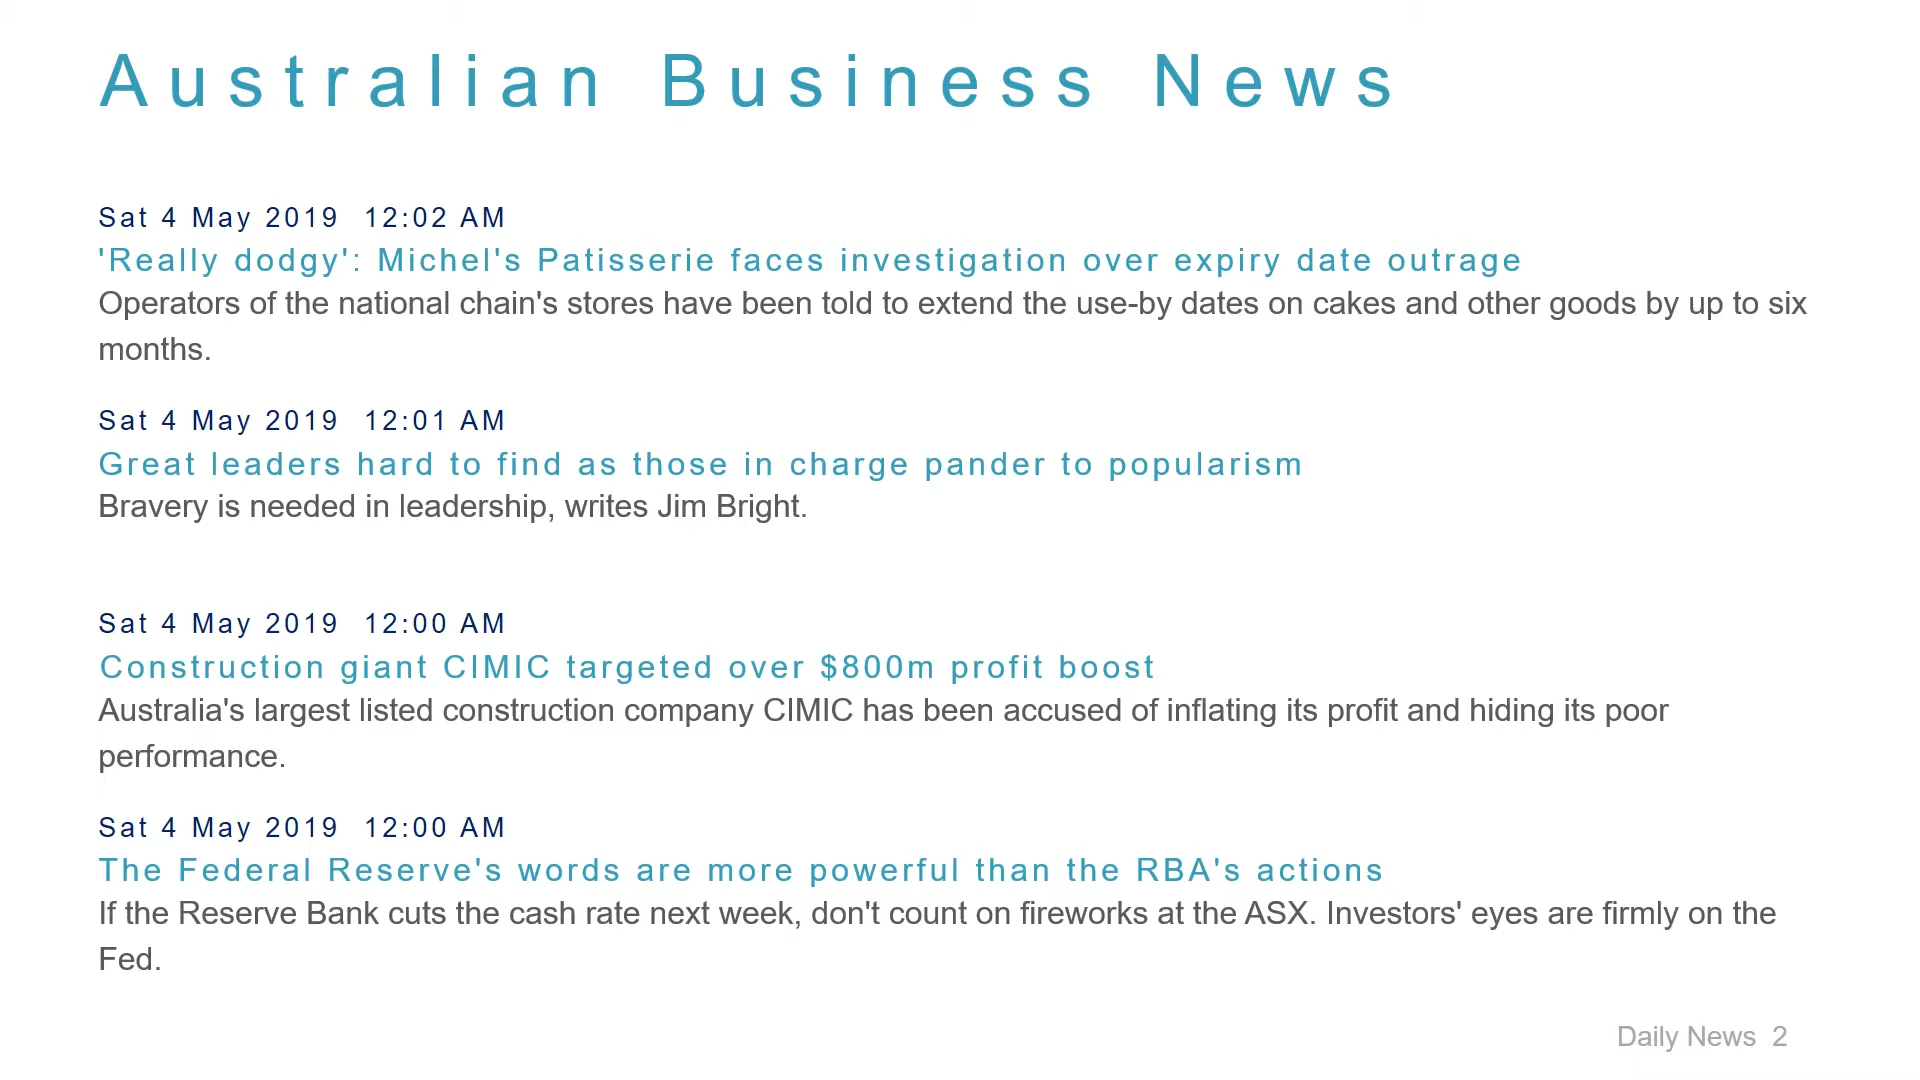 Australian Business News
Sat 4 May 2019 12:02 AM
'Really dodgy': Michel's Patisserie faces investigation over expiry date outrage
Operators of the national chain's stores have been told to extend the use-by dates on cakes and other goods by up to six
months.
Sat 4 May 2019 12:01 AM
Great leaders hard to find as those in charge pander to popularism
Bravery is needed in leadership, writes Jim Bright.
Sat 4 May 2019 12:00 AM
Construction giant CIMIC targeted over $800m profit boost
Australia's largest listed construction company CIMIC has been accused of inflating its profit and hiding its poor
performance.
Sat 4 May 2019 12:00 AM
The Federal Reserve's words are more powerful than the RBA's actions
If the Reserve Bank cuts the cash rate next week, don't count on fireworks at the ASX. Investors' eyes are firmly on the
Fed.
Daily News 2